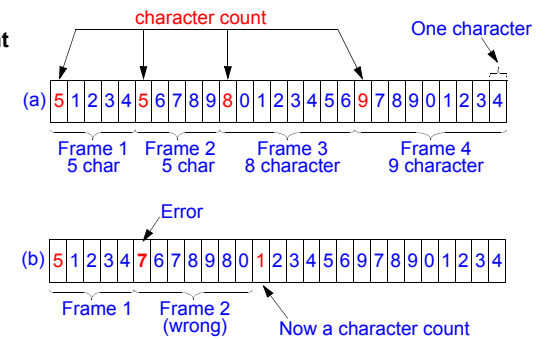 character count
nt
One character
(a) 5 1 2 3 4 5 6 7 8 9 8 0 1 2 3 4 5 6 9 7 8 9 0 1 2 3 4
Frame 1 Frame 2 Frame 3 Frame 4
5 char 5 char 8 character 9 character
Error
(b) 5 1 2 3 4 7 6 7 8 9 8 0 1 2 3 4 5 6 9 7 8 9 0 1 2 3 4
Frame 1 Frame 2
(wrong)
Now a character count